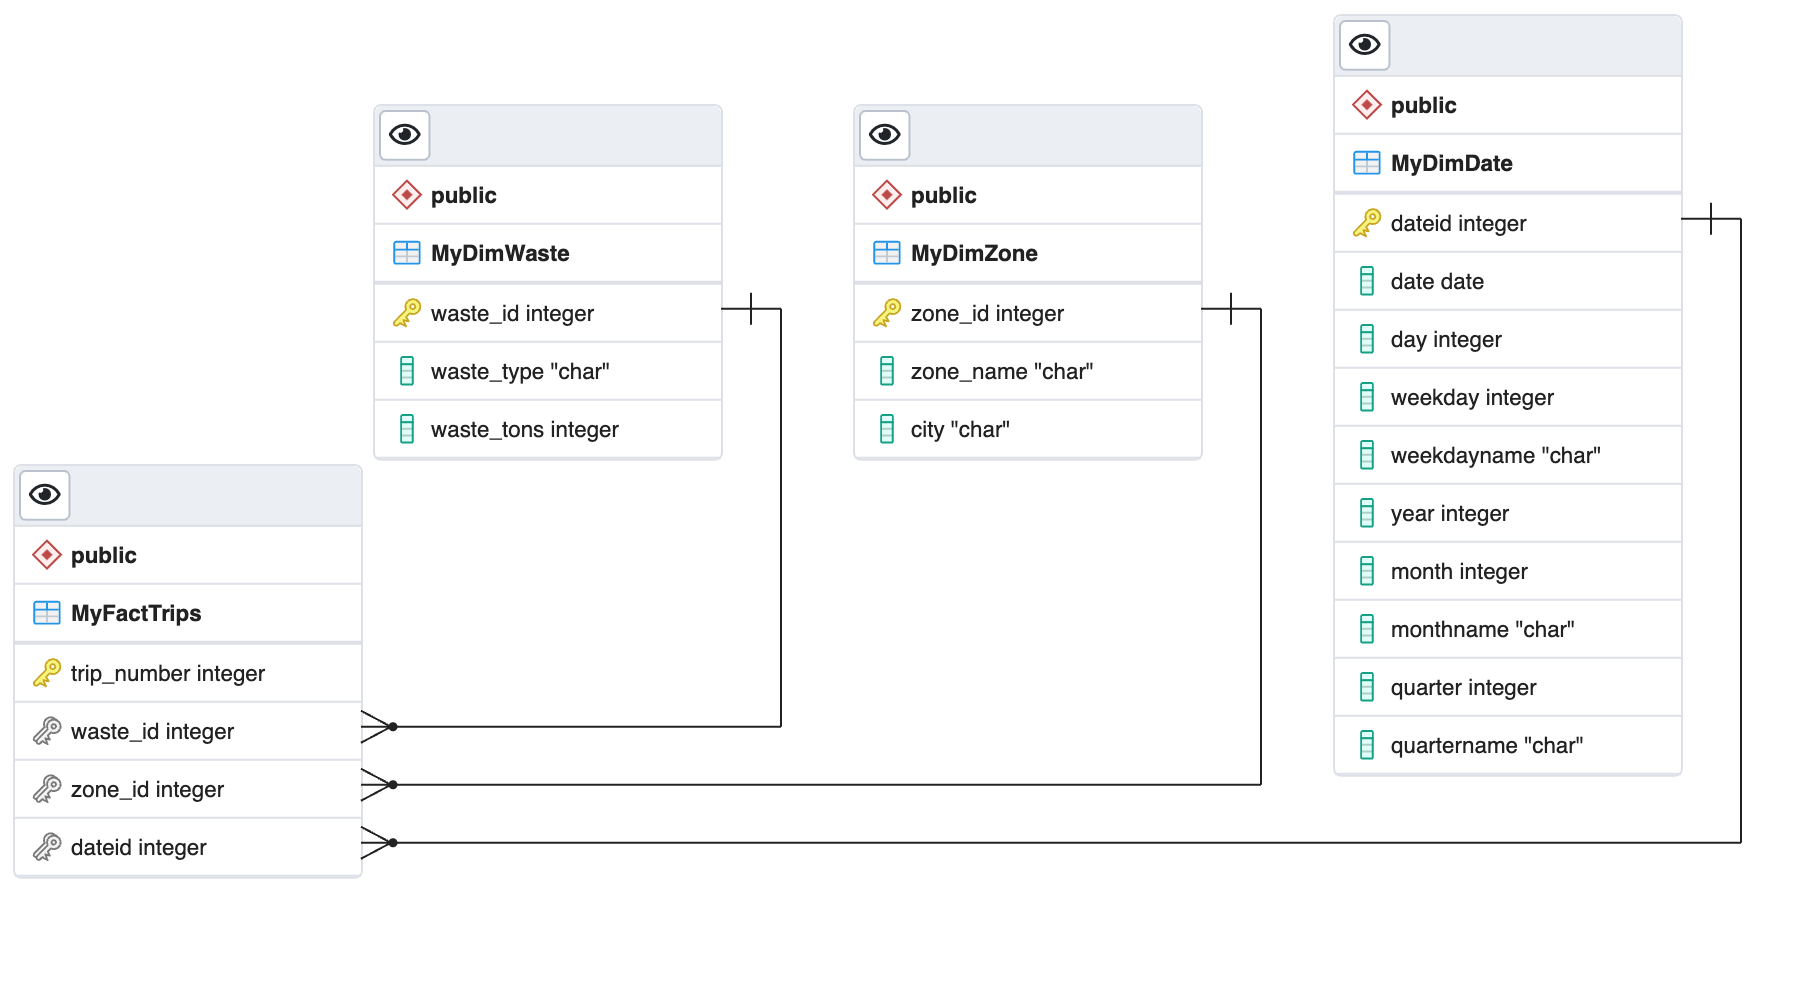 public
MyDimWaste
waste_id integer
waste_type "char"
waste_tons integer
public
MyDimZone
zone_id integer
zone_name "char"
city "char"
public
MyDimDate
dateid integer
date date
day integer
weekday integer
weekdayname "char"
year integer
month integer
monthname "char"
quarter integer
quartername "char"
public
MyFactTrips
trip_number integer
waste_id integer
zone_id integer
dateid integer